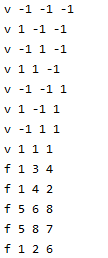 v -1 -1 -1
v 1 -1 -1
v -1 1 -1
v 1 1 -1
v -1 -1 1
v 1 -1 1
v -1 1 1
v 1 1 1
f 1 3 4
f 1 4 2
f 5 6 8
f 5 8 7
f 1 2 6